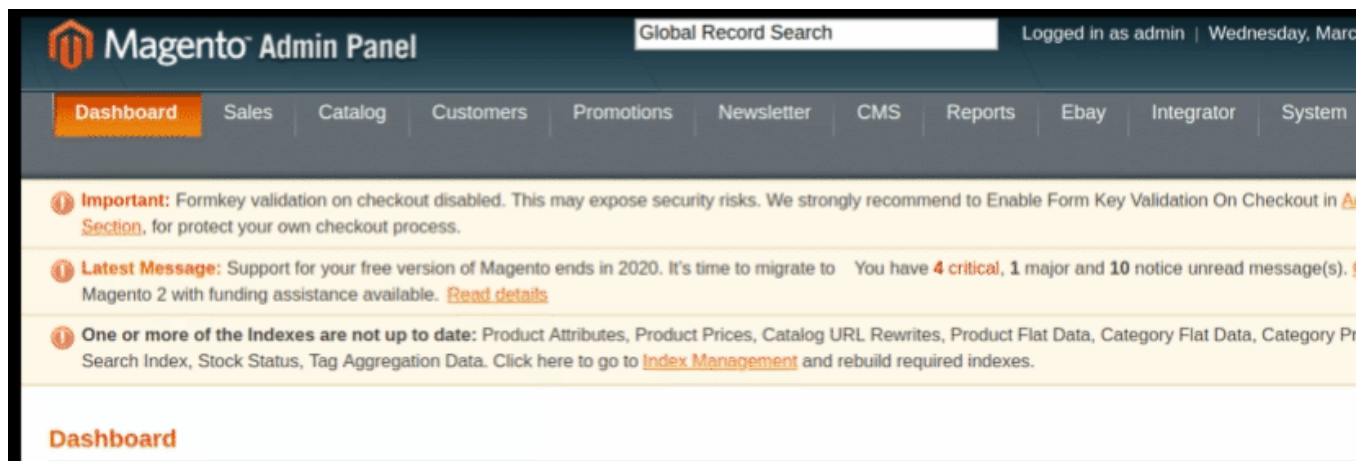 Magento Admin Panel
Global Record Search
Logged in as admin | Wednesday, Marc
Dashboard Sales Catalog Customers Promotions Newsletter CMS Reports Ebay Integrator System
Important: Formkey validation on checkout disabled. This may expose security risks. We strongly recommend to Enable Form Key Validation On Checkout in
Section, for protect your own checkout process.
Latest Message: Support for your free version of Magento ends in 2020. It's time to migrate to
Magento 2 with funding assistance available. Read details
You have 4 critical, 1 major and 10 notice unread message(s).
One or more of the Indexes are not up to date: Product Attributes, Product Prices, Catalog URL Rewrites, Product Flat Data, Category Flat Data, Category Pr
Search Index, Stock Status, Tag Aggregation Data. Click here to go to Index Management and rebuild required indexes.
Dashboard